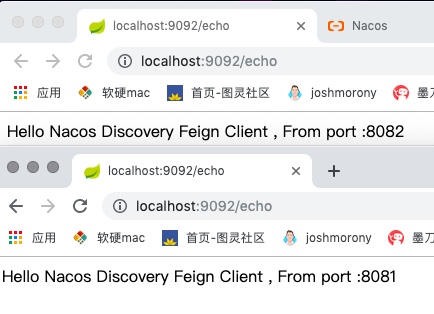 localhost:9092/echo
Nacos
localhost:9092/echo
应用 软硬mac 首页-图灵社区 joshmorony 墨刀
Hello Nacos Discovery Feign Client , From port :8082
localhost:9092/echo
localhost:9092/echo
应用 软硬mac 首页-图灵社区 joshmorony 墨刀
Hello Nacos Discovery Feign Client , From port :8081